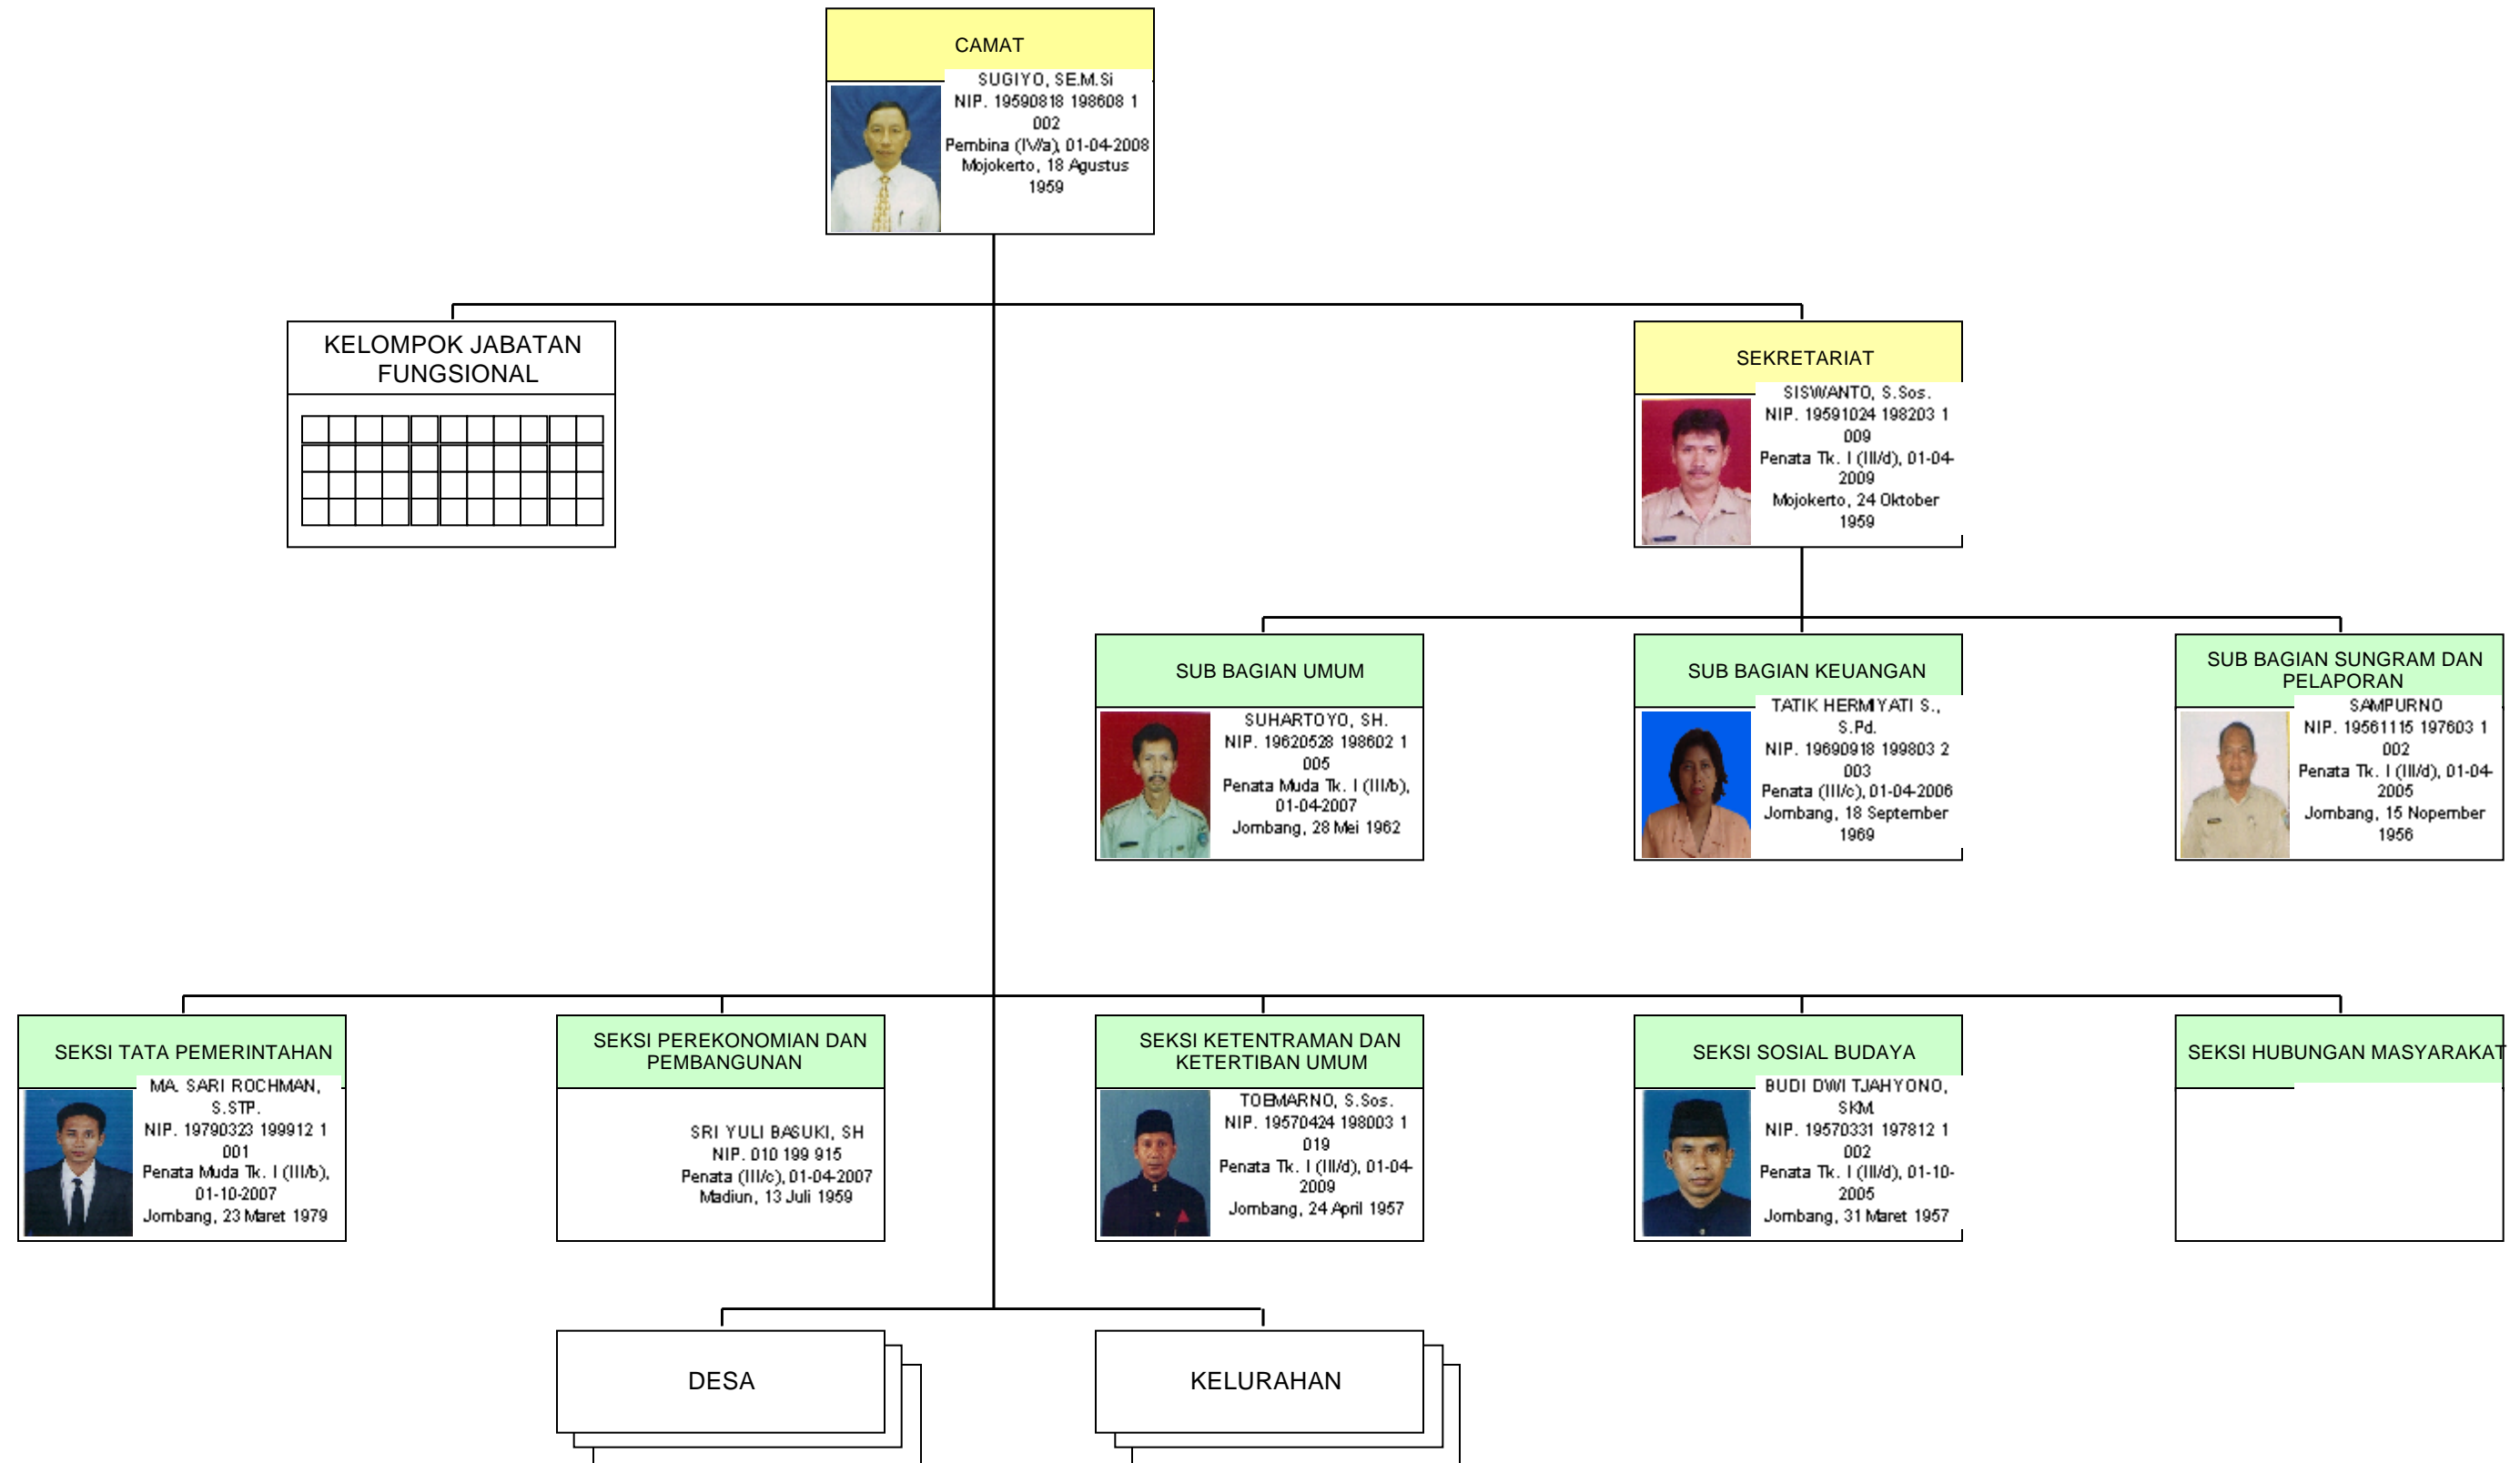 CAMAT
SUGIYO, SE.M.Si
NIP. 19590818 198608 1
002
Pembina (IV/a), 01-04-2008
Mojokerto, 18 Agustus
1959
KELOMPOK JABATAN
FUNGSIONAL
SEKRETARIAT
SISWANTO, S.Sos.
NIP. 19591024 198203 1
009
Penata Tk. I (III/d), 01-04-
2009
Mojokerto, 24 Oktober
1959
SUB BAGIAN UMUM
SUHARTOYO, SH.
NIP. 19620528 198602 1
005
Penata Muda Tk. I (III/b),
01-04-2007
Jombang, 28 Mei 1962
SUB BAGIAN KEUANGAN
TATIK HERMIYATI S.,
S.Pd.
NIP. 19690918 199803 2
003
Penata (III/c), 01-04-2006
Jombang, 18 September
1969
SUB BAGIAN SUNGRAM DAN
PELAPORAN
SAMPURNO
NIP. 19561115 197603 1
002
Penata Tk. I (III/d), 01-04-
2005
Jombang, 15 Nopember
1956
SEKSI TATA PEMERINTAHAN
MA. SARI ROCHMAN,
S.STP.
NIP. 19790323 199912 1
001
Penata Muda Tk. I (III/b),
01-10-2007
Jombang, 23 Maret 1979
SEKSI PEREKONOMIAN DAN
PEMBANGUNAN
SRI YULI BASUKI, SH
NIP. 010 199 915
Penata (III/c), 01-04-2007
Madiun, 13 Juli 1959
SEKSI KETENTRAMAN DAN
KETERTIBAN UMUM
TOEMARNO, S.Sos.
NIP. 19570424 198003 1
019
Penata Tk. I (III/d), 01-04-
2009
Jombang, 24 April 1957
SEKSI SOSIAL BUDAYA
BUDI DWI TJAHYONO,
SKM.
NIP. 19570331 197812 1
002
Penata Tk. I (III/d), 01-10-
2005
Jombang, 31 Maret 1957
SEKSI HUBUNGAN MASYARAKAT
DESA
KELURAHAN